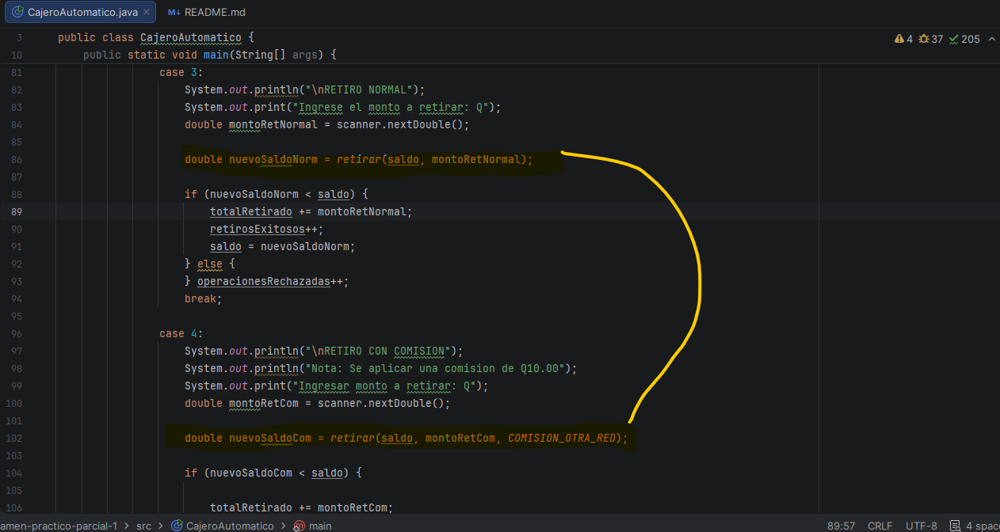 CajeroAutomatico.java × M↓ README.md
3 public class CajeroAutomatico { 4 37 205
10 public static void main(String[] args) {
81 case 3:
82 System.out.println("\nRETIRO NORMAL");
83 System.out.print("Ingrese el monto a retirar: Q");
84 double montoRetNormal = scanner.nextDouble();
85
86 double nuevoSaldoNorm = retirar(saldo, montoRetNormal);
87
88 if (nuevoSaldoNorm < saldo) {
89 totalRetirado += montoRetNormal;
90 retirosExitosos++;
91 saldo = nuevoSaldoNorm;
92 } else {
93 } operacionesRechazadas++;
94 break;
95
96 case 4:
97 System.out.println("\nRETIRO CON COMISION");
98 System.out.println("Nota: Se aplicar una comision de Q10.00");
99 System.out.print("Ingresar monto a retirar: Q");
100 double montoRetCom = scanner.nextDouble();
101
102 double nuevoSaldoCom = retirar(saldo, montoRetCom, COMISION_OTRA_RED);
103
104 if (nuevoSaldoCom < saldo) {
105
106 totalRetirado += montoRetCom;
amen-practico-parcial-1 > src > CajeroAutomatico > main 89:57 CRLF UTF-8 4 spac